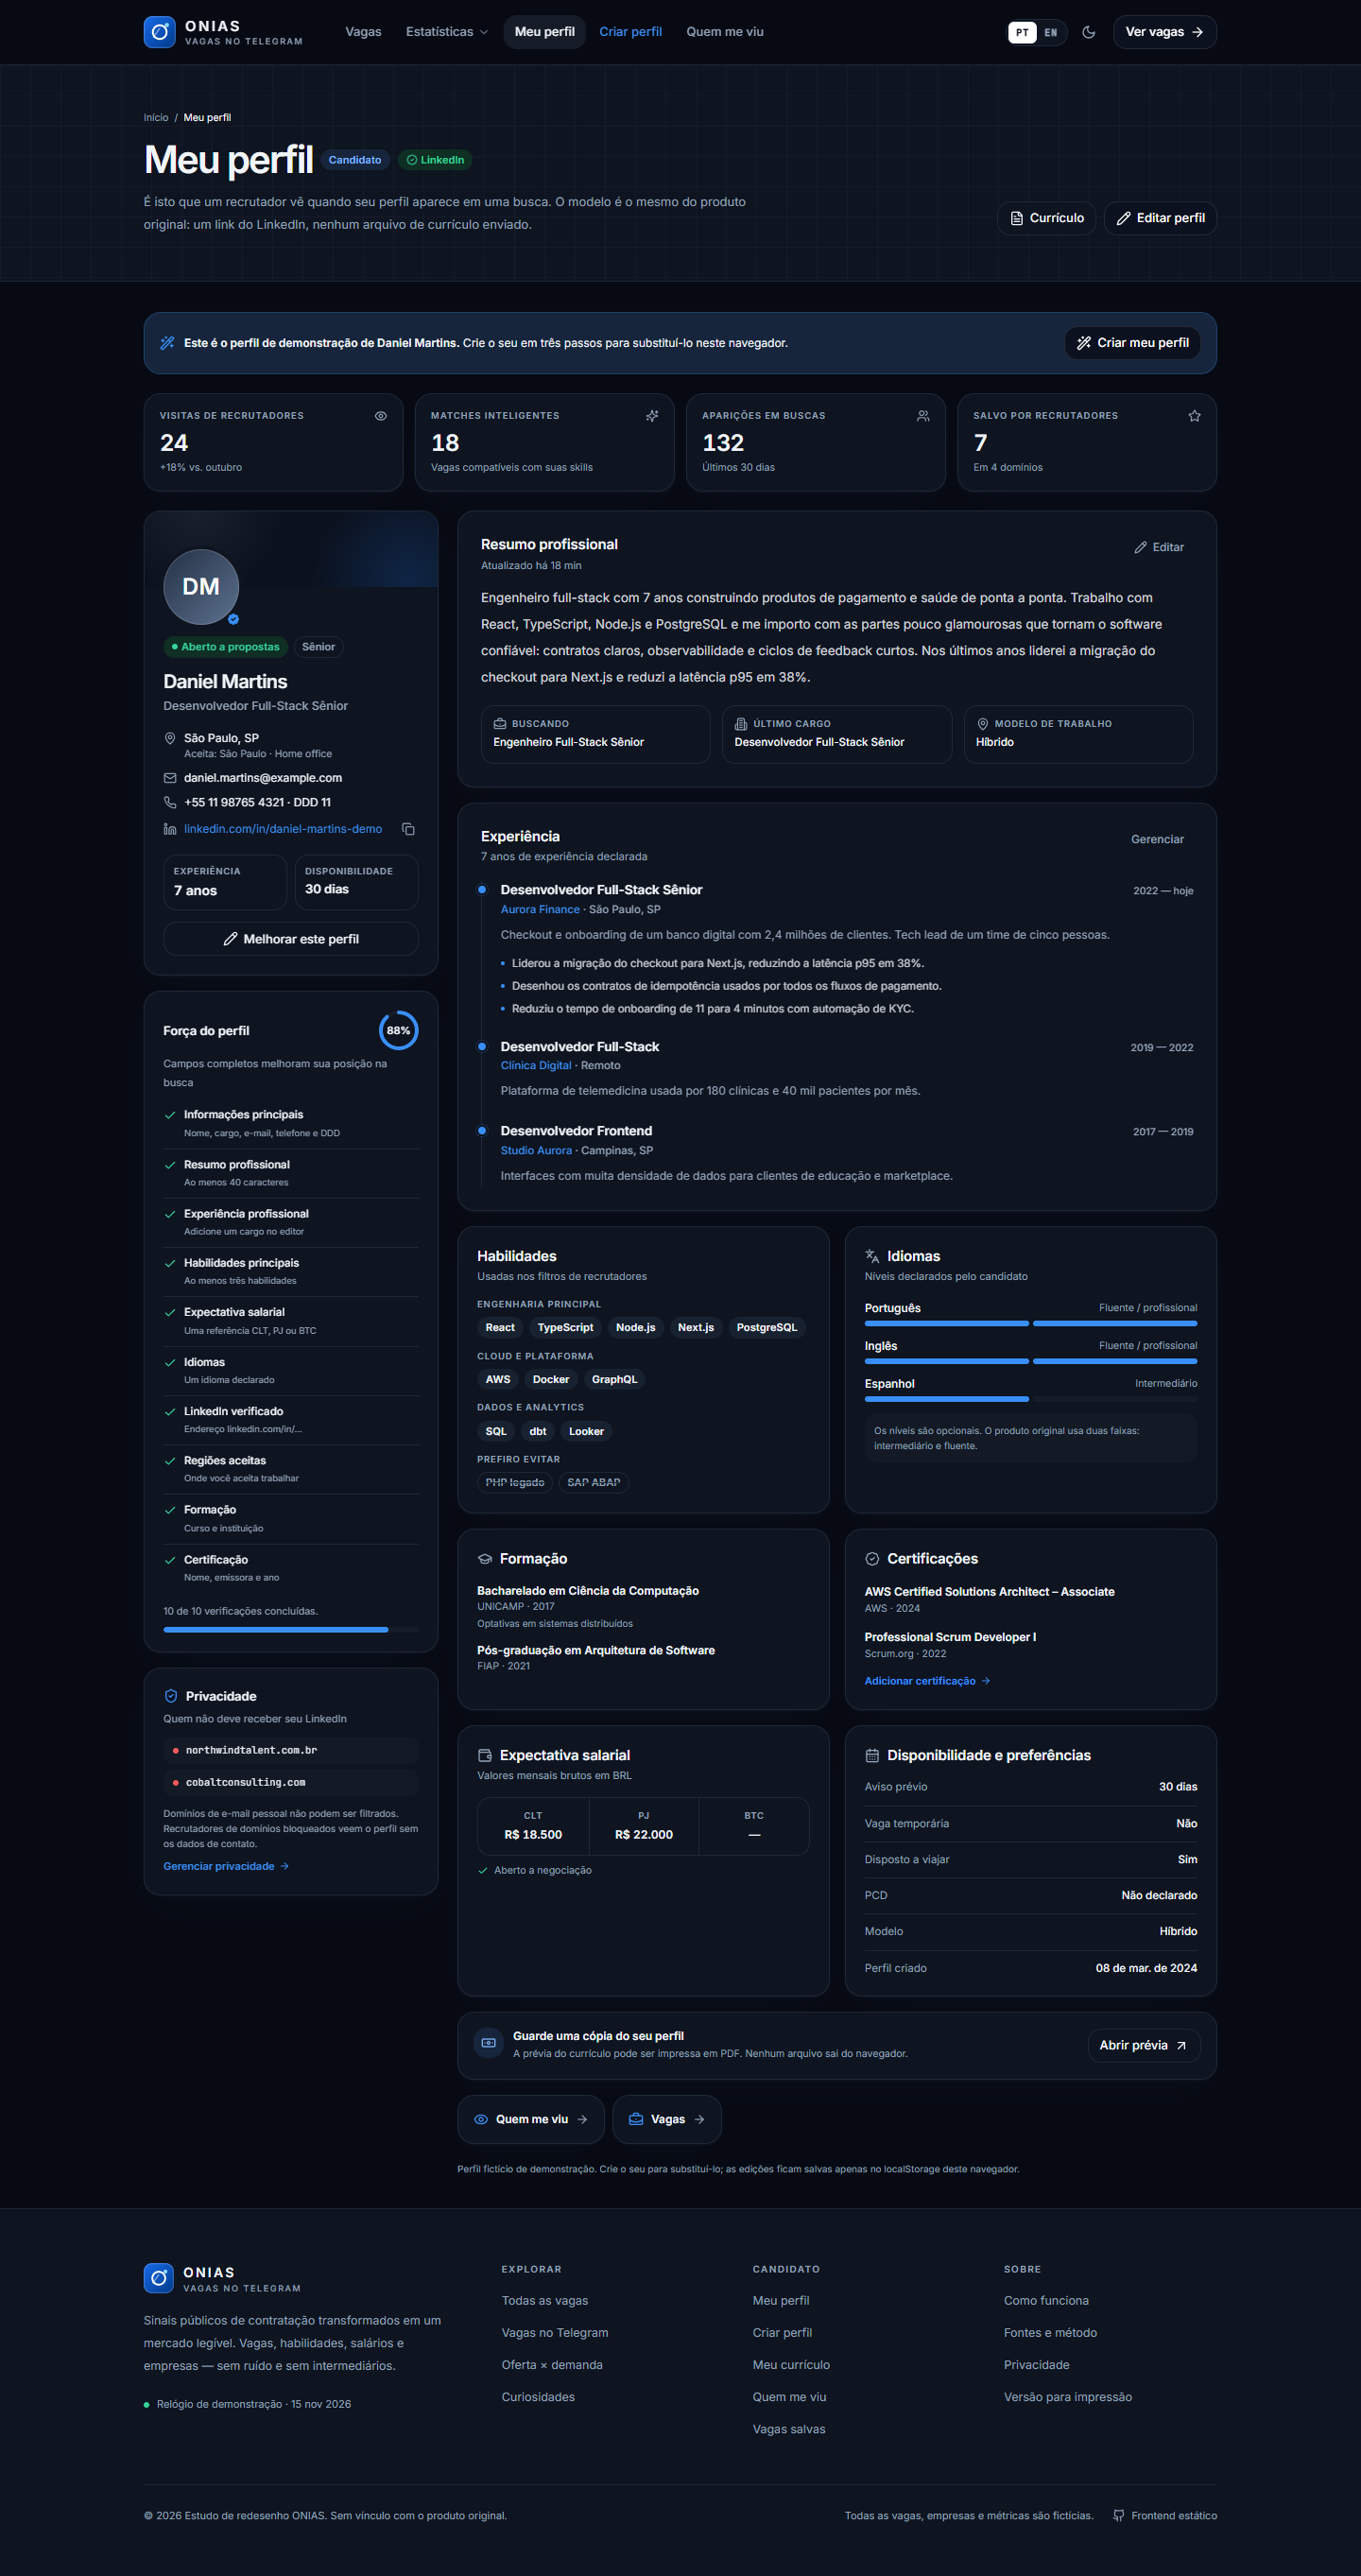 ONIAS
VAGAS NO TELEGRAM
Vagas
Estatísticas
Meu perfil
Criar perfil
Quem me viu
PT
EN
Ver vagas
Início / Meu perfil
Meu perfil
Candidato
LinkedIn
É isto que um recrutador vê quando seu perfil aparece em uma busca. O modelo é o mesmo do produto
original: um link do LinkedIn, nenhum arquivo de currículo enviado.
Currículo
Editar perfil
Este é o perfil de demonstração de Daniel Martins. Crie o seu em três passos para substituí-lo neste navegador.
Criar meu perfil
VISITAS DE RECRUTADORES
24
+18% vs. outubro
MATCHES INTELIGENTES
18
Vagas compatíveis com suas skills
APARIÇÕES EM BUSCAS
132
Últimos 30 dias
SALVO POR RECRUTADORES
7
Em 4 domínios
DM
Aberto a propostas
Sênior
Daniel Martins
Desenvolvedor Full-Stack Sênior
São Paulo, SP
Aceita: São Paulo · Home office
daniel.martins@example.com
+55 11 98765 4321 · DDD 11
linkedin.com/in/daniel-martins-demo
EXPERIÊNCIA
7 anos
DISPONIBILIDADE
30 dias
Melhorar este perfil
Força do perfil
88%
Campos completos melhoram sua posição na
busca
Informações principais
Nome, cargo, e-mail, telefone e DDD
Resumo profissional
Ao menos 40 caracteres
Experiência profissional
Adicione um cargo no editor
Habilidades principais
Ao menos três habilidades
Expectativa salarial
Uma referência CLT, PJ ou BTC
Idiomas
Um idioma declarado
LinkedIn verificado
Endereço linkedin.com/in/...
Regiões aceitas
Onde você aceita trabalhar
Formação
Curso e instituição
Certificação
Nome, emissora e ano
10 de 10 verificações concluídas.
Privacidade
Quem não deve receber seu LinkedIn
northwindtalent.com.br
cobaltconsulting.com
Domínios de e-mail pessoal não podem ser filtrados.
Recrutadores de domínios bloqueados veem o perfil sem
os dados de contato.
Gerenciar privacidade
Resumo profissional
Atualizado há 18 min
Editar
Engenheiro full-stack com 7 anos construindo produtos de pagamento e saúde de ponta a ponta. Trabalho com
React, TypeScript, Node.js e PostgreSQL e me importo com as partes pouco glamourosas que tornam o software
confiável: contratos claros, observabilidade e ciclos de feedback curtos. Nos últimos anos liderei a migração do
checkout para Next.js e reduzi a latência p95 em 38%.
BUSCANDO
Engenheiro Full-Stack Sênior
ÚLTIMO CARGO
Desenvolvedor Full-Stack Sênior
MODELO DE TRABALHO
Híbrido
Experiência
7 anos de experiência declarada
Gerenciar
Desenvolvedor Full-Stack Sênior
2022 — hoje
Aurora Finance · São Paulo, SP
Checkout e onboarding de um banco digital com 2,4 milhões de clientes. Tech lead de um time de cinco pessoas.
Liderou a migração do checkout para Next.js, reduzindo a latência p95 em 38%.
Desenhou os contratos de idempotência usados por todos os fluxos de pagamento.
Reduziu o tempo de onboarding de 11 para 4 minutos com automação de KYC.
Desenvolvedor Full-Stack
2019 — 2022
Clínica Digital · Remoto
Plataforma de telemedicina usada por 180 clínicas e 40 mil pacientes por mês.
Desenvolvedor Frontend
2017 — 2019
Studio Aurora · Campinas, SP
Interfaces com muita densidade de dados para clientes de educação e marketplace.
Habilidades
Usadas nos filtros de recrutadores
ENGENHARIA PRINCIPAL
React
TypeScript
Node.js
Next.js
PostgreSQL
CLOUD E PLATAFORMA
AWS
Docker
GraphQL
DADOS E ANALYTICS
SQL
dbt
Looker
PREFIRO EVITAR
PHP legado
SAP ABAP
Idiomas
Níveis declarados pelo candidato
Português
Fluente / profissional
Inglês
Fluente / profissional
Espanhol
Intermediário
Os níveis são opcionais. O produto original usa duas faixas:
intermediário e fluente.
Formação
Bacharelado em Ciência da Computação
UNICAMP · 2017
Optativas em sistemas distribuídos
Pós-graduação em Arquitetura de Software
FIAP · 2021
Certificações
AWS Certified Solutions Architect – Associate
AWS · 2024
Professional Scrum Developer I
Scrum.org · 2022
Adicionar certificação
Expectativa salarial
Valores mensais brutos em BRL
CLT
R$ 18.500
PJ
R$ 22.000
BTC
—
Aberto a negociação
Disponibilidade e preferências
Aviso prévio
30 dias
Vaga temporária
Não
Disposto a viajar
Sim
PCD
Não declarado
Modelo
Híbrido
Perfil criado
08 de mar. de 2024
Guarde uma cópia do seu perfil
A prévia do currículo pode ser impressa em PDF. Nenhum arquivo sai do navegador.
Abrir prévia
Quem me viu
Vagas
Perfil fictício de demonstração. Crie o seu para substituí-lo; as edições ficam salvas apenas no localStorage deste navegador.
ONIAS
VAGAS NO TELEGRAM
Sinais públicos de contratação transformados em um
mercado legível. Vagas, habilidades, salários e
empresas — sem ruído e sem intermediários.
Relógio de demonstração · 15 nov 2026
EXPLORAR
Todas as vagas
Vagas no Telegram
Oferta × demanda
Curiosidades
CANDIDATO
Meu perfil
Criar perfil
Meu currículo
Quem me viu
Vagas salvas
SOBRE
Como funciona
Fontes e método
Privacidade
Versão para impressão
© 2026 Estudo de redesenho ONIAS. Sem vínculo com o produto original.
Todas as vagas, empresas e métricas são fictícias.
Frontend estático